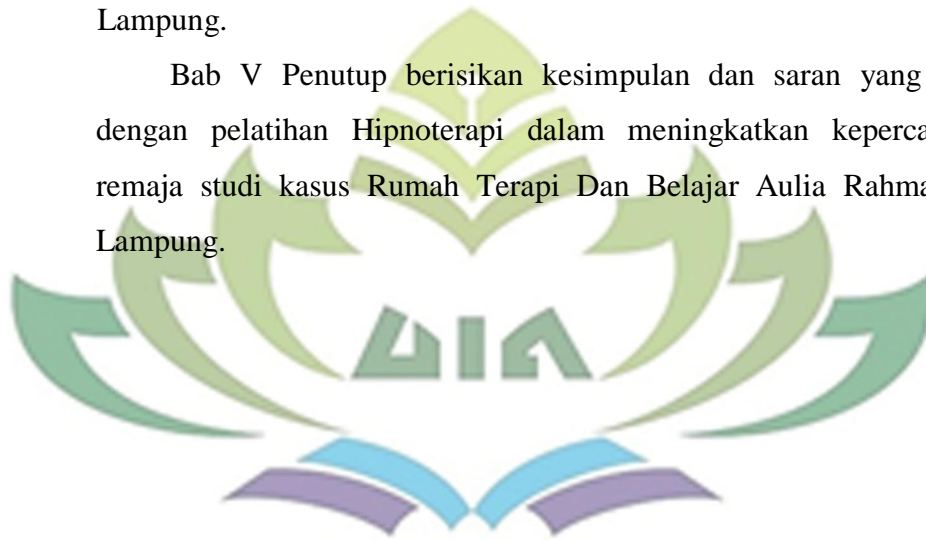 Lampung.
Bab V Penutup berisikan kesimpulan dan saran yang
dengan pelatihan Hipnoterapi dalam meningkatkan keperca
remaja studi kasus Rumah Terapi Dan Belajar Aulia Rahma
Lampung.
UIN